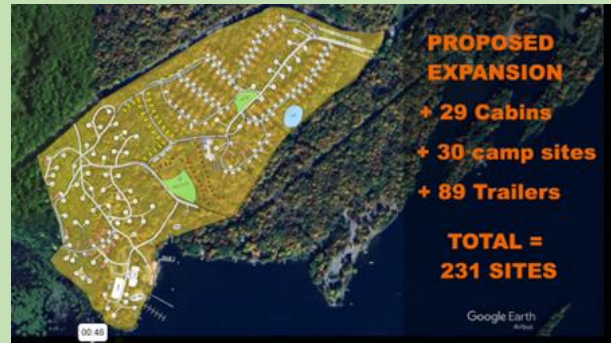 PROPOSED
EXPANSION
+ 29 Cabins
+ 30 camp sites
+ 89 Trailers
TOTAL =
231 SITES
Google Earth
Airbus
00:48